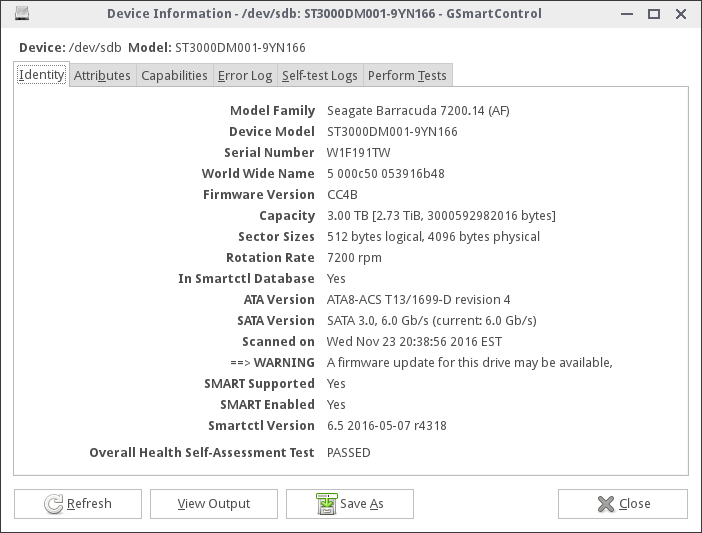 Device Information - /dev/sdb: ST3000DM001-9YN166 - GSmartControl
Device: /dev/sdb Model: ST3000DM001-9YN166
Identity Attributes Capabilities Error Log Self-test Logs Perform Tests
Model Family Seagate Barracuda 7200.14 (AF)
Device Model ST3000DM001-9YN166
Serial Number W1F191TW
World Wide Name 5 000c50 053916b48
Firmware Version CC4B
Capacity 3.00 TB [2.73 TiB, 3000592982016 bytes]
Sector Sizes 512 bytes logical, 4096 bytes physical
Rotation Rate 7200 rpm
In Smartctl Database Yes
ATA Version ATA8-ACS T13/1699-D revision 4
SATA Version SATA 3.0, 6.0 Gb/s (current: 6.0 Gb/s)
Scanned on Wed Nov 23 20:38:56 2016 EST
==> WARNING A firmware update for this drive may be available,
SMART Supported Yes
SMART Enabled Yes
Smartctl Version 6.5 2016-05-07 r4318
Overall Health Self-Assessment Test PASSED
Refresh View Output Save As Close